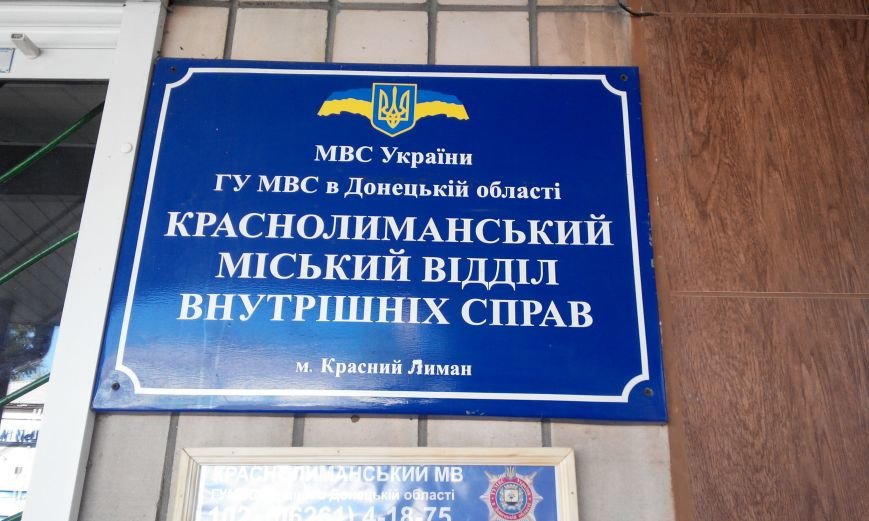 МВС України
ГУ МВС в Донецькій області
КРАСНОЛИМАНСЬКИЙ
МІСЬКИЙ ВІДДІЛ
ВНУТРІШНІХ СПРАВ
м. Красний Лиман
КРАСНОЛИМАНСЬКИЙ МВ
Донецькій області
4-18-75